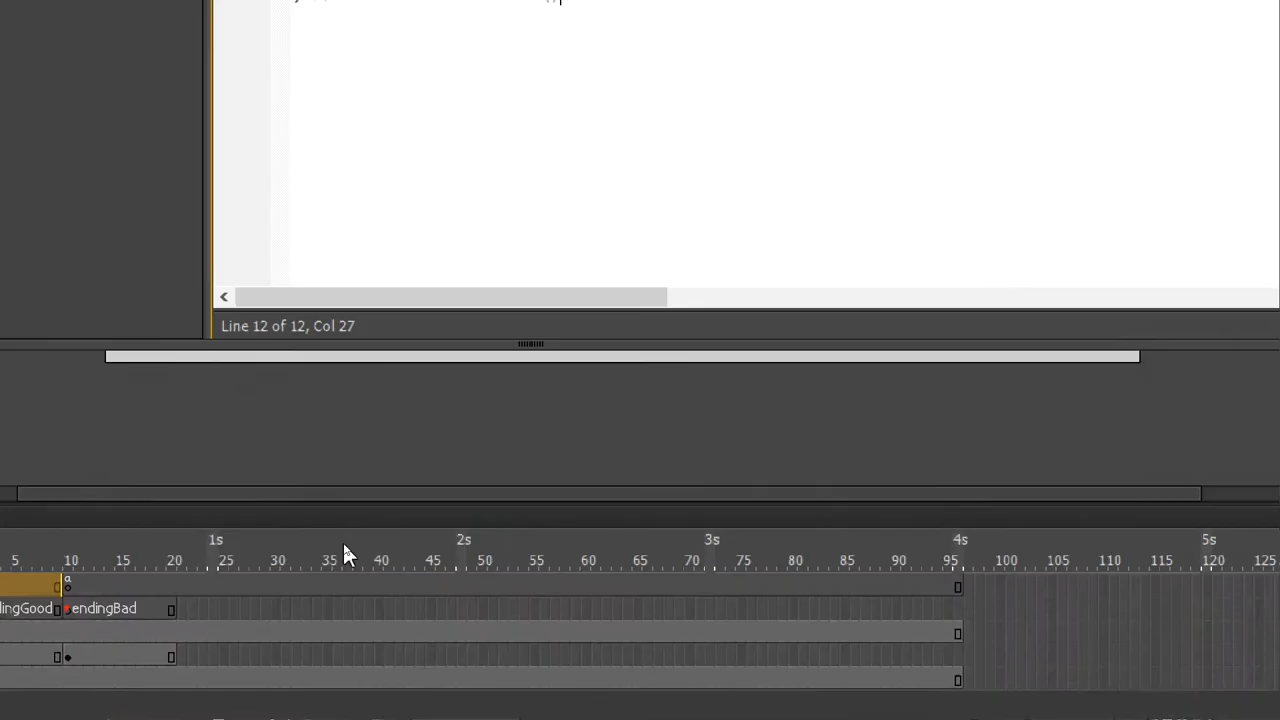 Line 12 of 12, Col 27
1s 2s 3s 4s 5s
5 10 15 20 25 30 35 40 45 50 55 60 65 70 75 80 85 90 95 100 105 110 115 120 125
a
lingGood endingBad